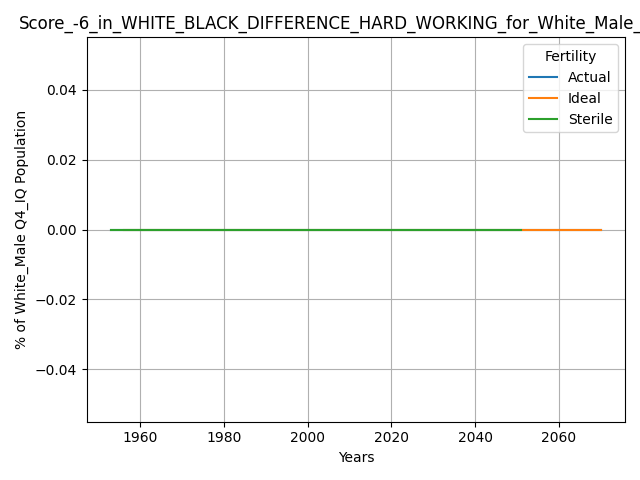 Score_-6_in_WHITE_BLACK_DIFFERENCE_HARD_WORKING_for_White_Male_
Fertility
Actual
Ideal
Sterile
0.04
0.02
0.00
−0.02
−0.04
% of White_Male Q4_IQ Population
1960 1980 2000 2020 2040 2060
Years